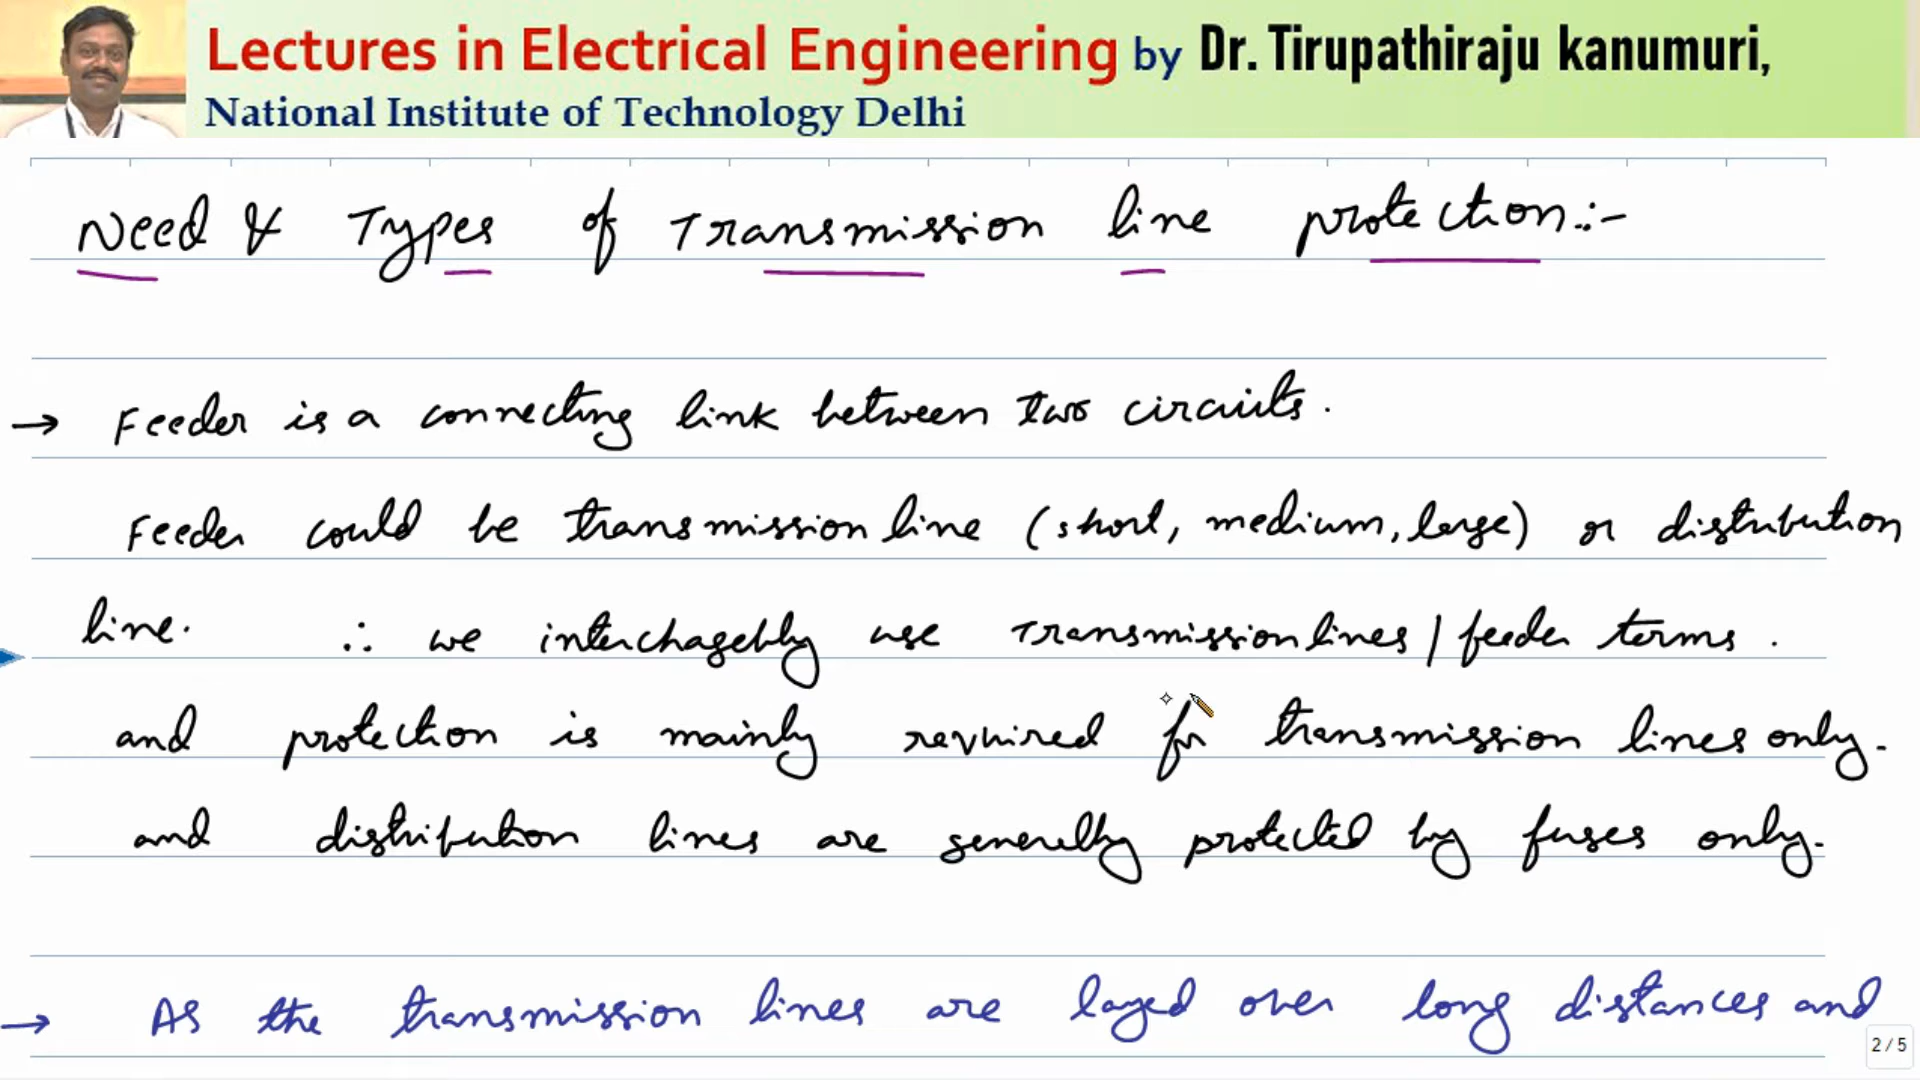 Lectures in Electrical Engineering by Dr. Tirupathiraju kanumuri,
National Institute of Technology Delhi
Need & Types of Transmission line protection:-
→ Feeder is a connecting link between two circuits.
Feeder could be transmission line (short, medium, large) or distribution
line. ∴ we interchagebly use Transmission lines / feeder terms.
and protection is mainly required for transmission lines only.
and distribution lines are generally protected by fuses only.
→ As the transmission lines are layed over long distances and
2 / 5